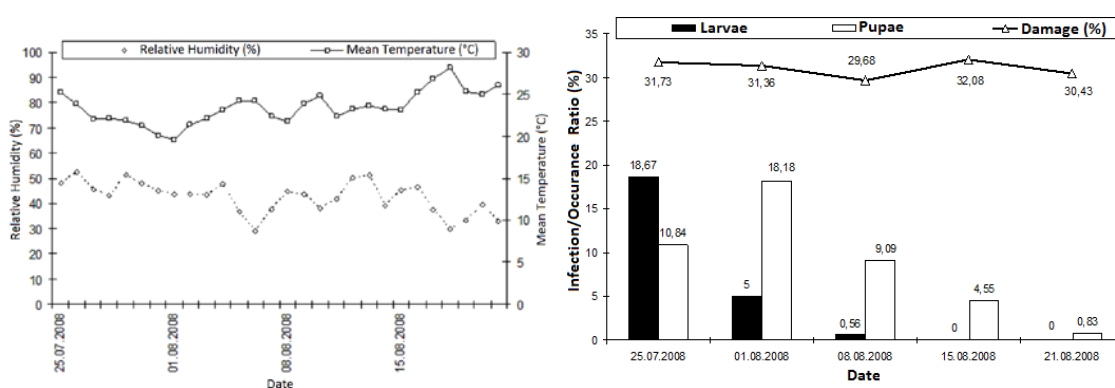 Relative Humidity (%) Mean Temperature (°C)
100
90
80
70
60
50
40
30
20
10
0
Relative Humidity (%)
30
25
20
15
10
5
0
Mean Temperature (°C)
25.07.2008 01.08.2008 08.08.2008 15.08.2008
Date
Larvae Pupae Damage (%)
35
30
25
20
15
10
5
0
Infection/Occurance Ratio (%)
31,73 31,36 29,68 32,08 30,43
18,67 10,84 5 18,18 0,56 9,09 0 4,55 0 0,83
25.07.2008 01.08.2008 08.08.2008 15.08.2008 21.08.2008
Date